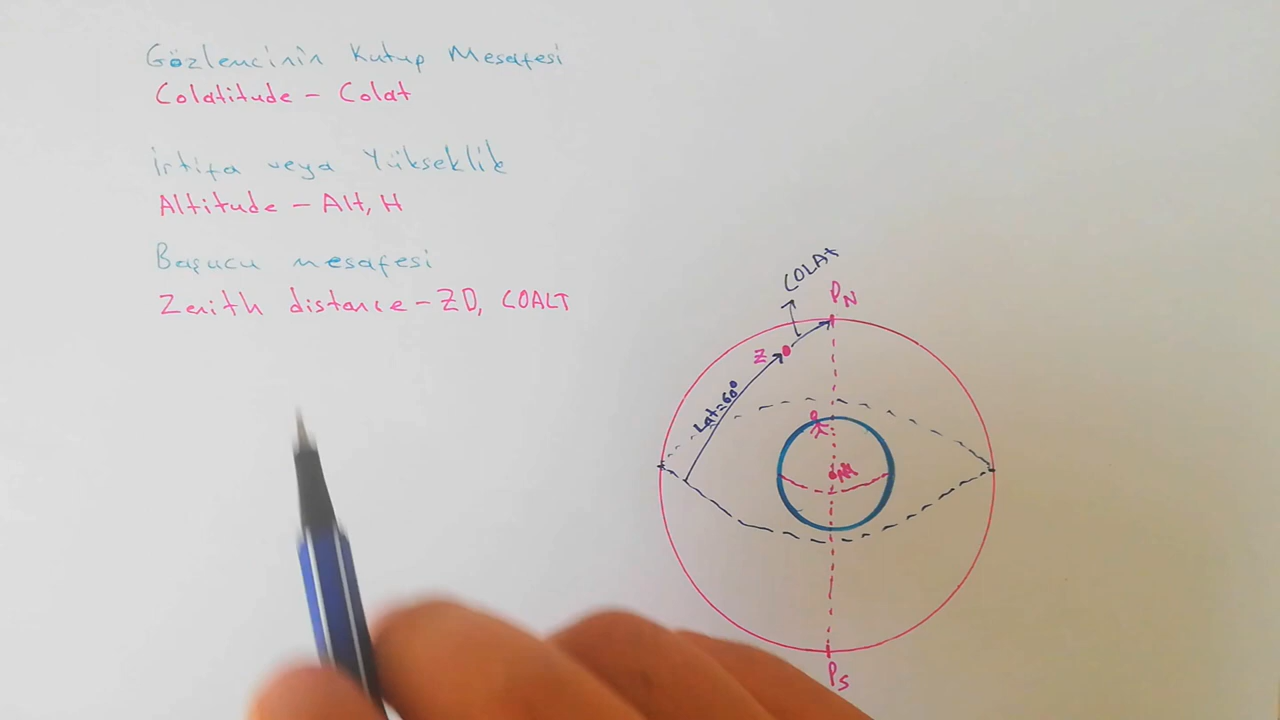 Gözlemcinin Kutup Mesafesi
Colatitude - Colat
İrtifa veya Yükseklik
Altitude - Alt, H
Başucu mesafesi
Zenith distance - ZD, COALT
COLAt
PN
Z
Lat=60°
M
PS